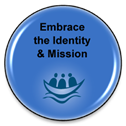 Embrace
the Identity
& Mission